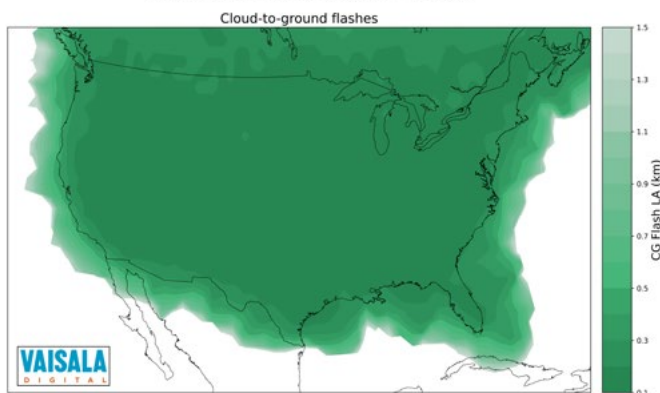 Cloud-to-ground flashes
1.5
1.3
1.1
0.9
0.7
0.5
0.3
0.1
CG Flash LA (km)
VAISALA
DIGITAL